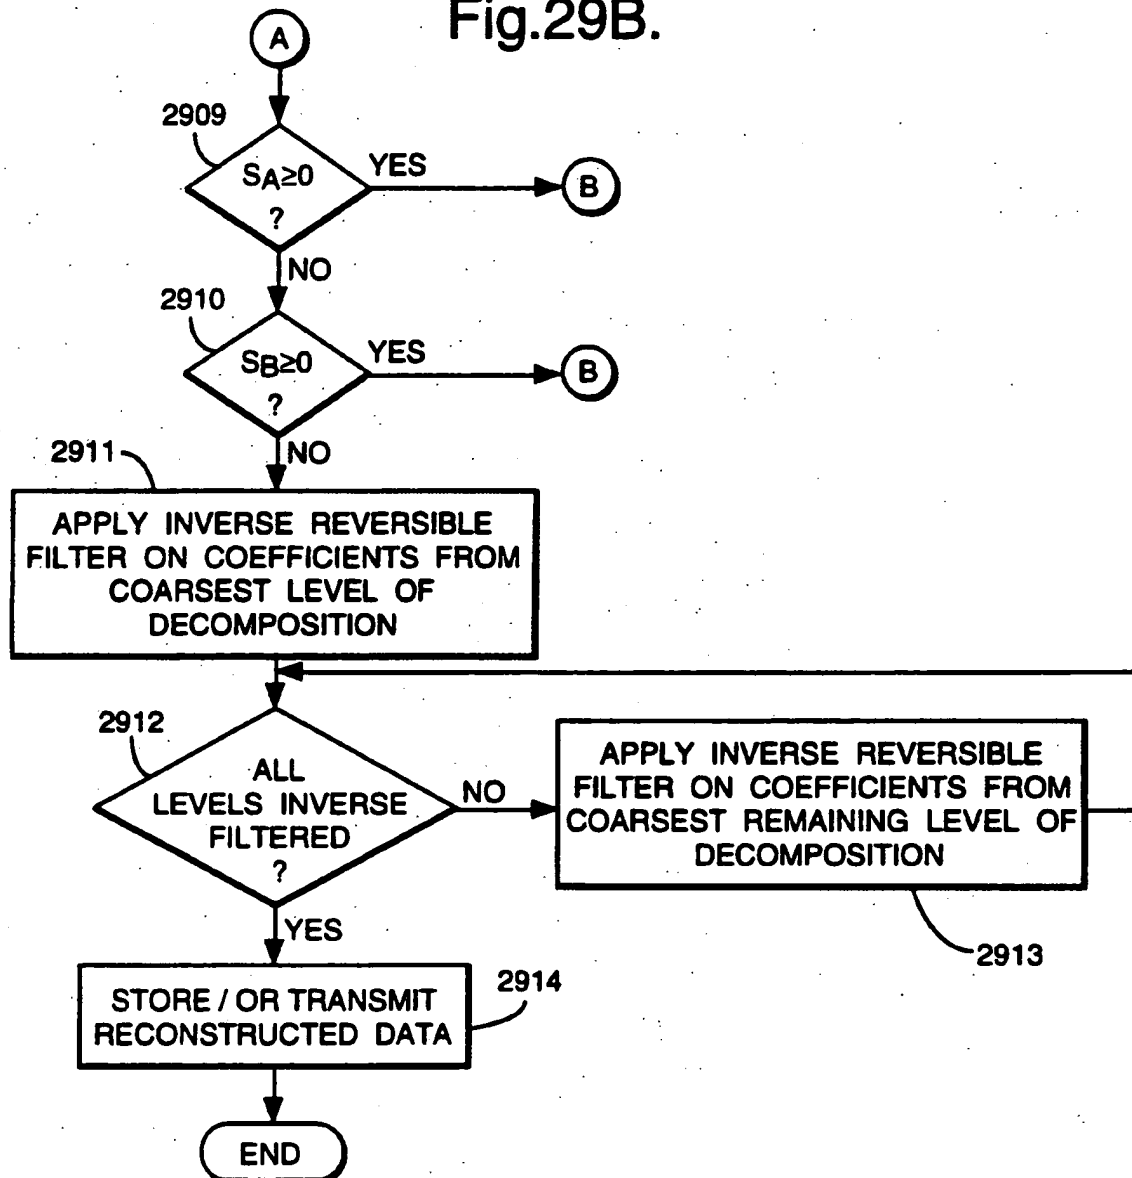 Fig.29B.
A
2909
SA≥0
?
YES
B
NO
2910
SB≥0
?
YES
B
NO
2911
APPLY INVERSE REVERSIBLE
FILTER ON COEFFICIENTS FROM
COARSEST LEVEL OF
DECOMPOSITION
2912
ALL
LEVELS INVERSE
FILTERED
?
NO
APPLY INVERSE REVERSIBLE
FILTER ON COEFFICIENTS FROM
COARSEST REMAINING LEVEL OF
DECOMPOSITION
2913
YES
STORE / OR TRANSMIT
RECONSTRUCTED DATA
2914
END